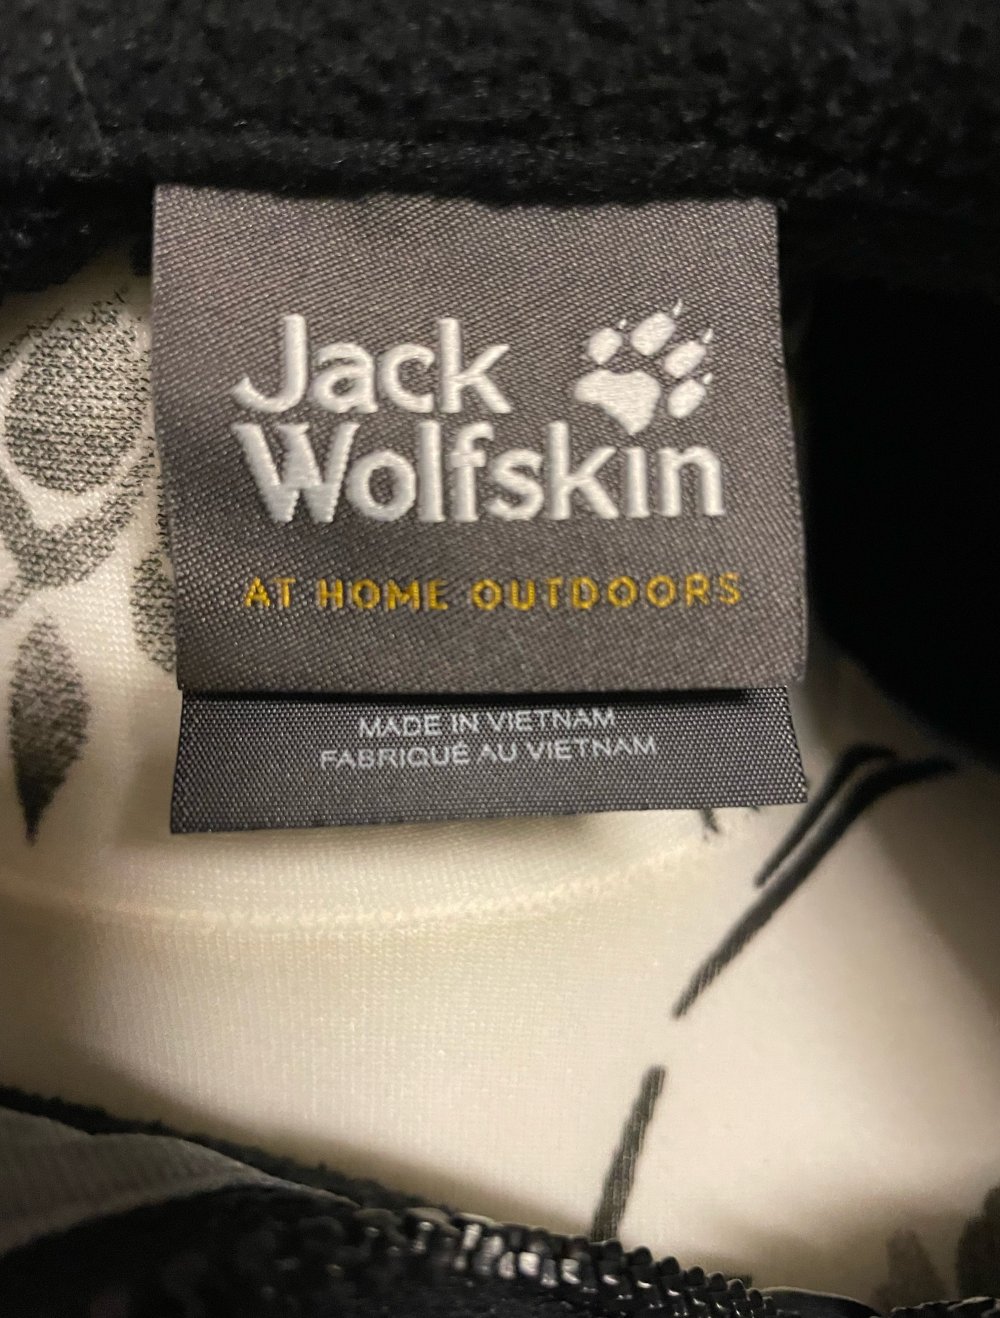 Jack
Wolfskin
AT HOME OUTDOORS
MADE IN VIETNAM
FABRIQUÉ AU VIETNAM